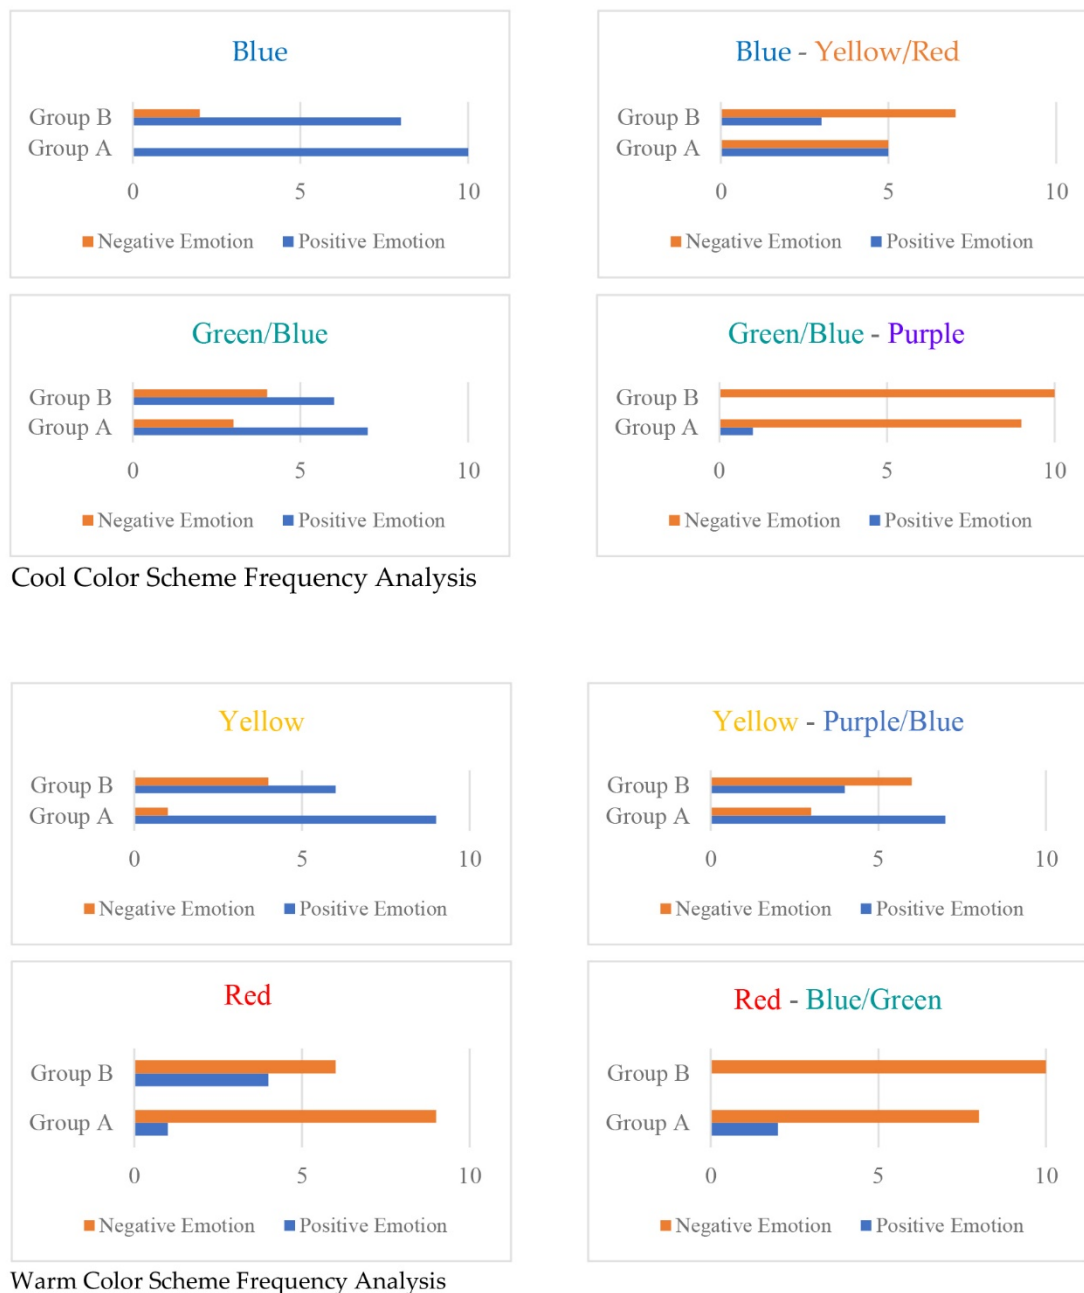 Blue
Group B
Group A
0 5 10
Negative Emotion Positive Emotion
Blue - Yellow/Red
Group B
Group A
0 5 10
Negative Emotion Positive Emotion
Green/Blue
Group B
Group A
0 5 10
Negative Emotion Positive Emotion
Green/Blue - Purple
Group B
Group A
0 5 10
Negative Emotion Positive Emotion
Cool Color Scheme Frequency Analysis
Yellow
Group B
Group A
0 5 10
Negative Emotion Positive Emotion
Yellow - Purple/Blue
Group B
Group A
0 5 10
Negative Emotion Positive Emotion
Red
Group B
Group A
0 5 10
Negative Emotion Positive Emotion
Red - Blue/Green
Group B
Group A
0 5 10
Negative Emotion Positive Emotion
Warm Color Scheme Frequency Analysis